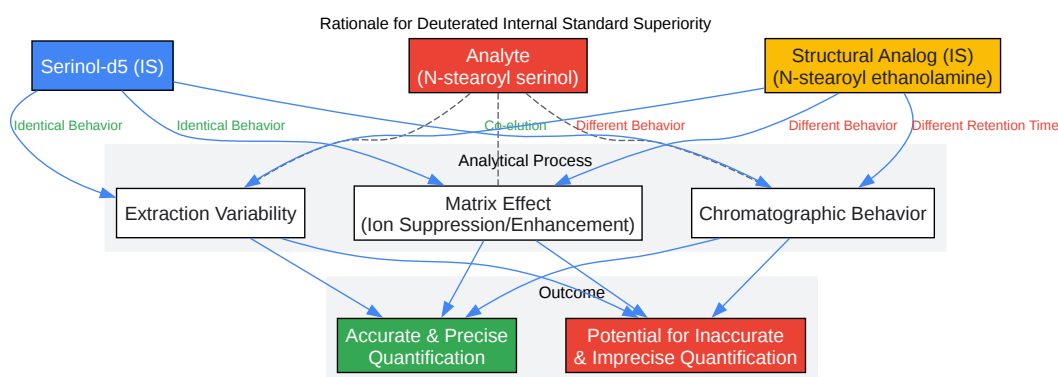 Rationale for Deuterated Internal Standard Superiority
Serinol-d5 (IS)
Analyte
(N-stearoyl serinol)
Structural Analog (IS)
(N-stearoyl ethanolamine)
Identical Behavior
Identical Behavior
Co-elution
Different Behavior
Different Behavior
Different Retention Time
Analytical Process
Extraction Variability
Matrix Effect
(Ion Suppression/Enhancement)
Chromatographic Behavior
Outcome
Accurate & Precise
Quantification
Potential for Inaccurate
& Imprecise Quantification